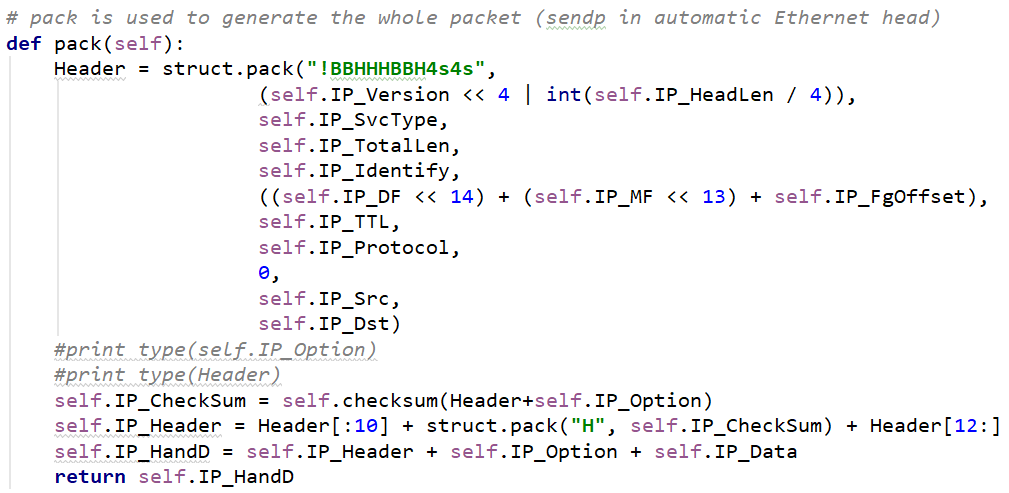 # pack is used to generate the whole packet (sendp in automatic Ethernet head)
def pack(self):
    Header = struct.pack("!BBHHHBBH4s4s",
                     (self.IP_Version << 4 | int(self.IP_HeadLen / 4)),
                     self.IP_SvcType,
                     self.IP_TotalLen,
                     self.IP_Identify,
                     ((self.IP_DF << 14) + (self.IP_MF << 13) + self.IP_FgOffset),
                     self.IP_TTL,
                     self.IP_Protocol,
                     0,
                     self.IP_Src,
                     self.IP_Dst)
    #print type(self.IP_Option)
    #print type(Header)
    self.IP_CheckSum = self.checksum(Header+self.IP_Option)
    self.IP_Header = Header[:10] + struct.pack("H", self.IP_CheckSum) + Header[12:]
    self.IP_HandD = self.IP_Header + self.IP_Option + self.IP_Data
    return self.IP_HandD